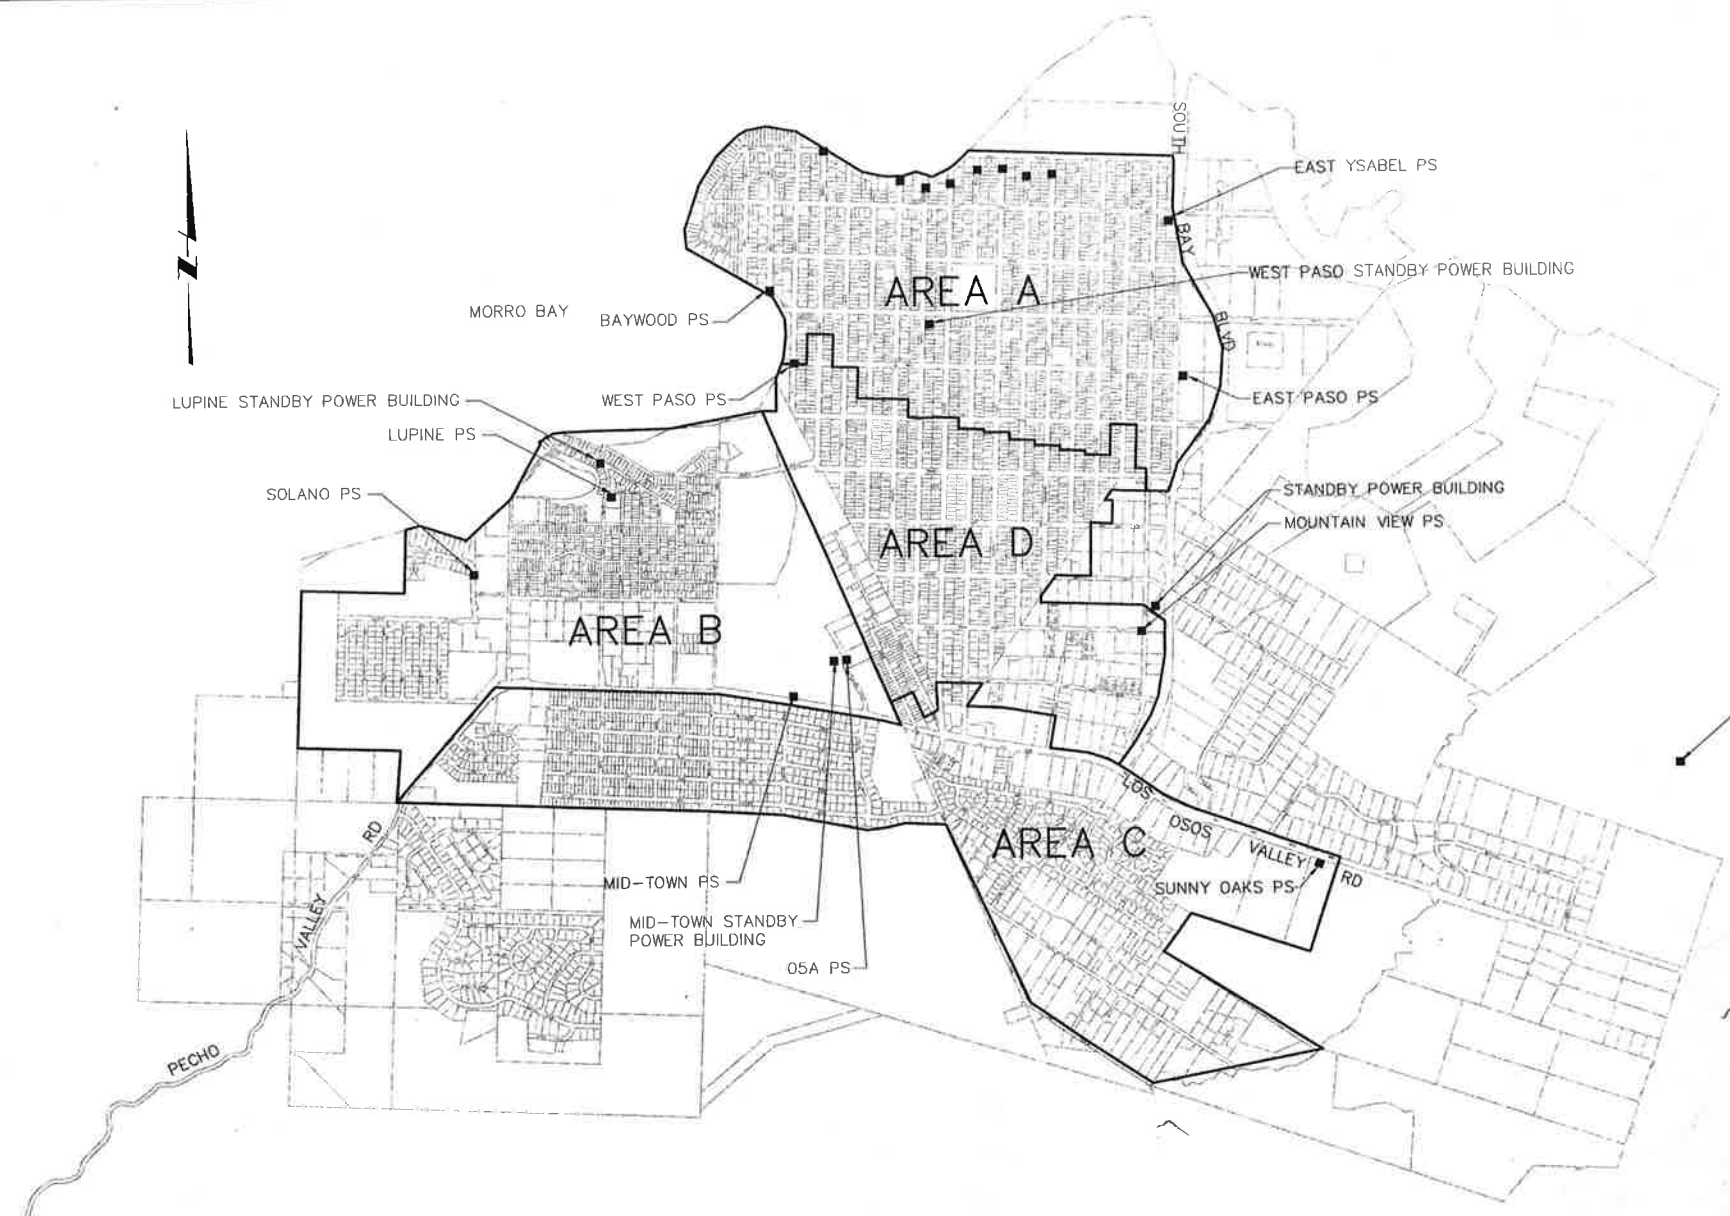 SOUTH
EAST YSABEL PS
BAY
WEST PASO STANDBY POWER BUILDING
AREA A
MORRO BAY
BAYWOOD PS
BLVD
LUPINE STANDBY POWER BUILDING
WEST PASO PS
EAST PASO PS
LUPINE PS
SOLANO PS
STANDBY POWER BUILDING
MOUNTAIN VIEW PS
AREA D
AREA B
N
LOS
OSOS
VALLEY
RD
AREA C
SUNNY OAKS PS
MID-TOWN PS
MID-TOWN STANDBY
POWER BUILDING
05A PS
PECHO
VALLEY
RD